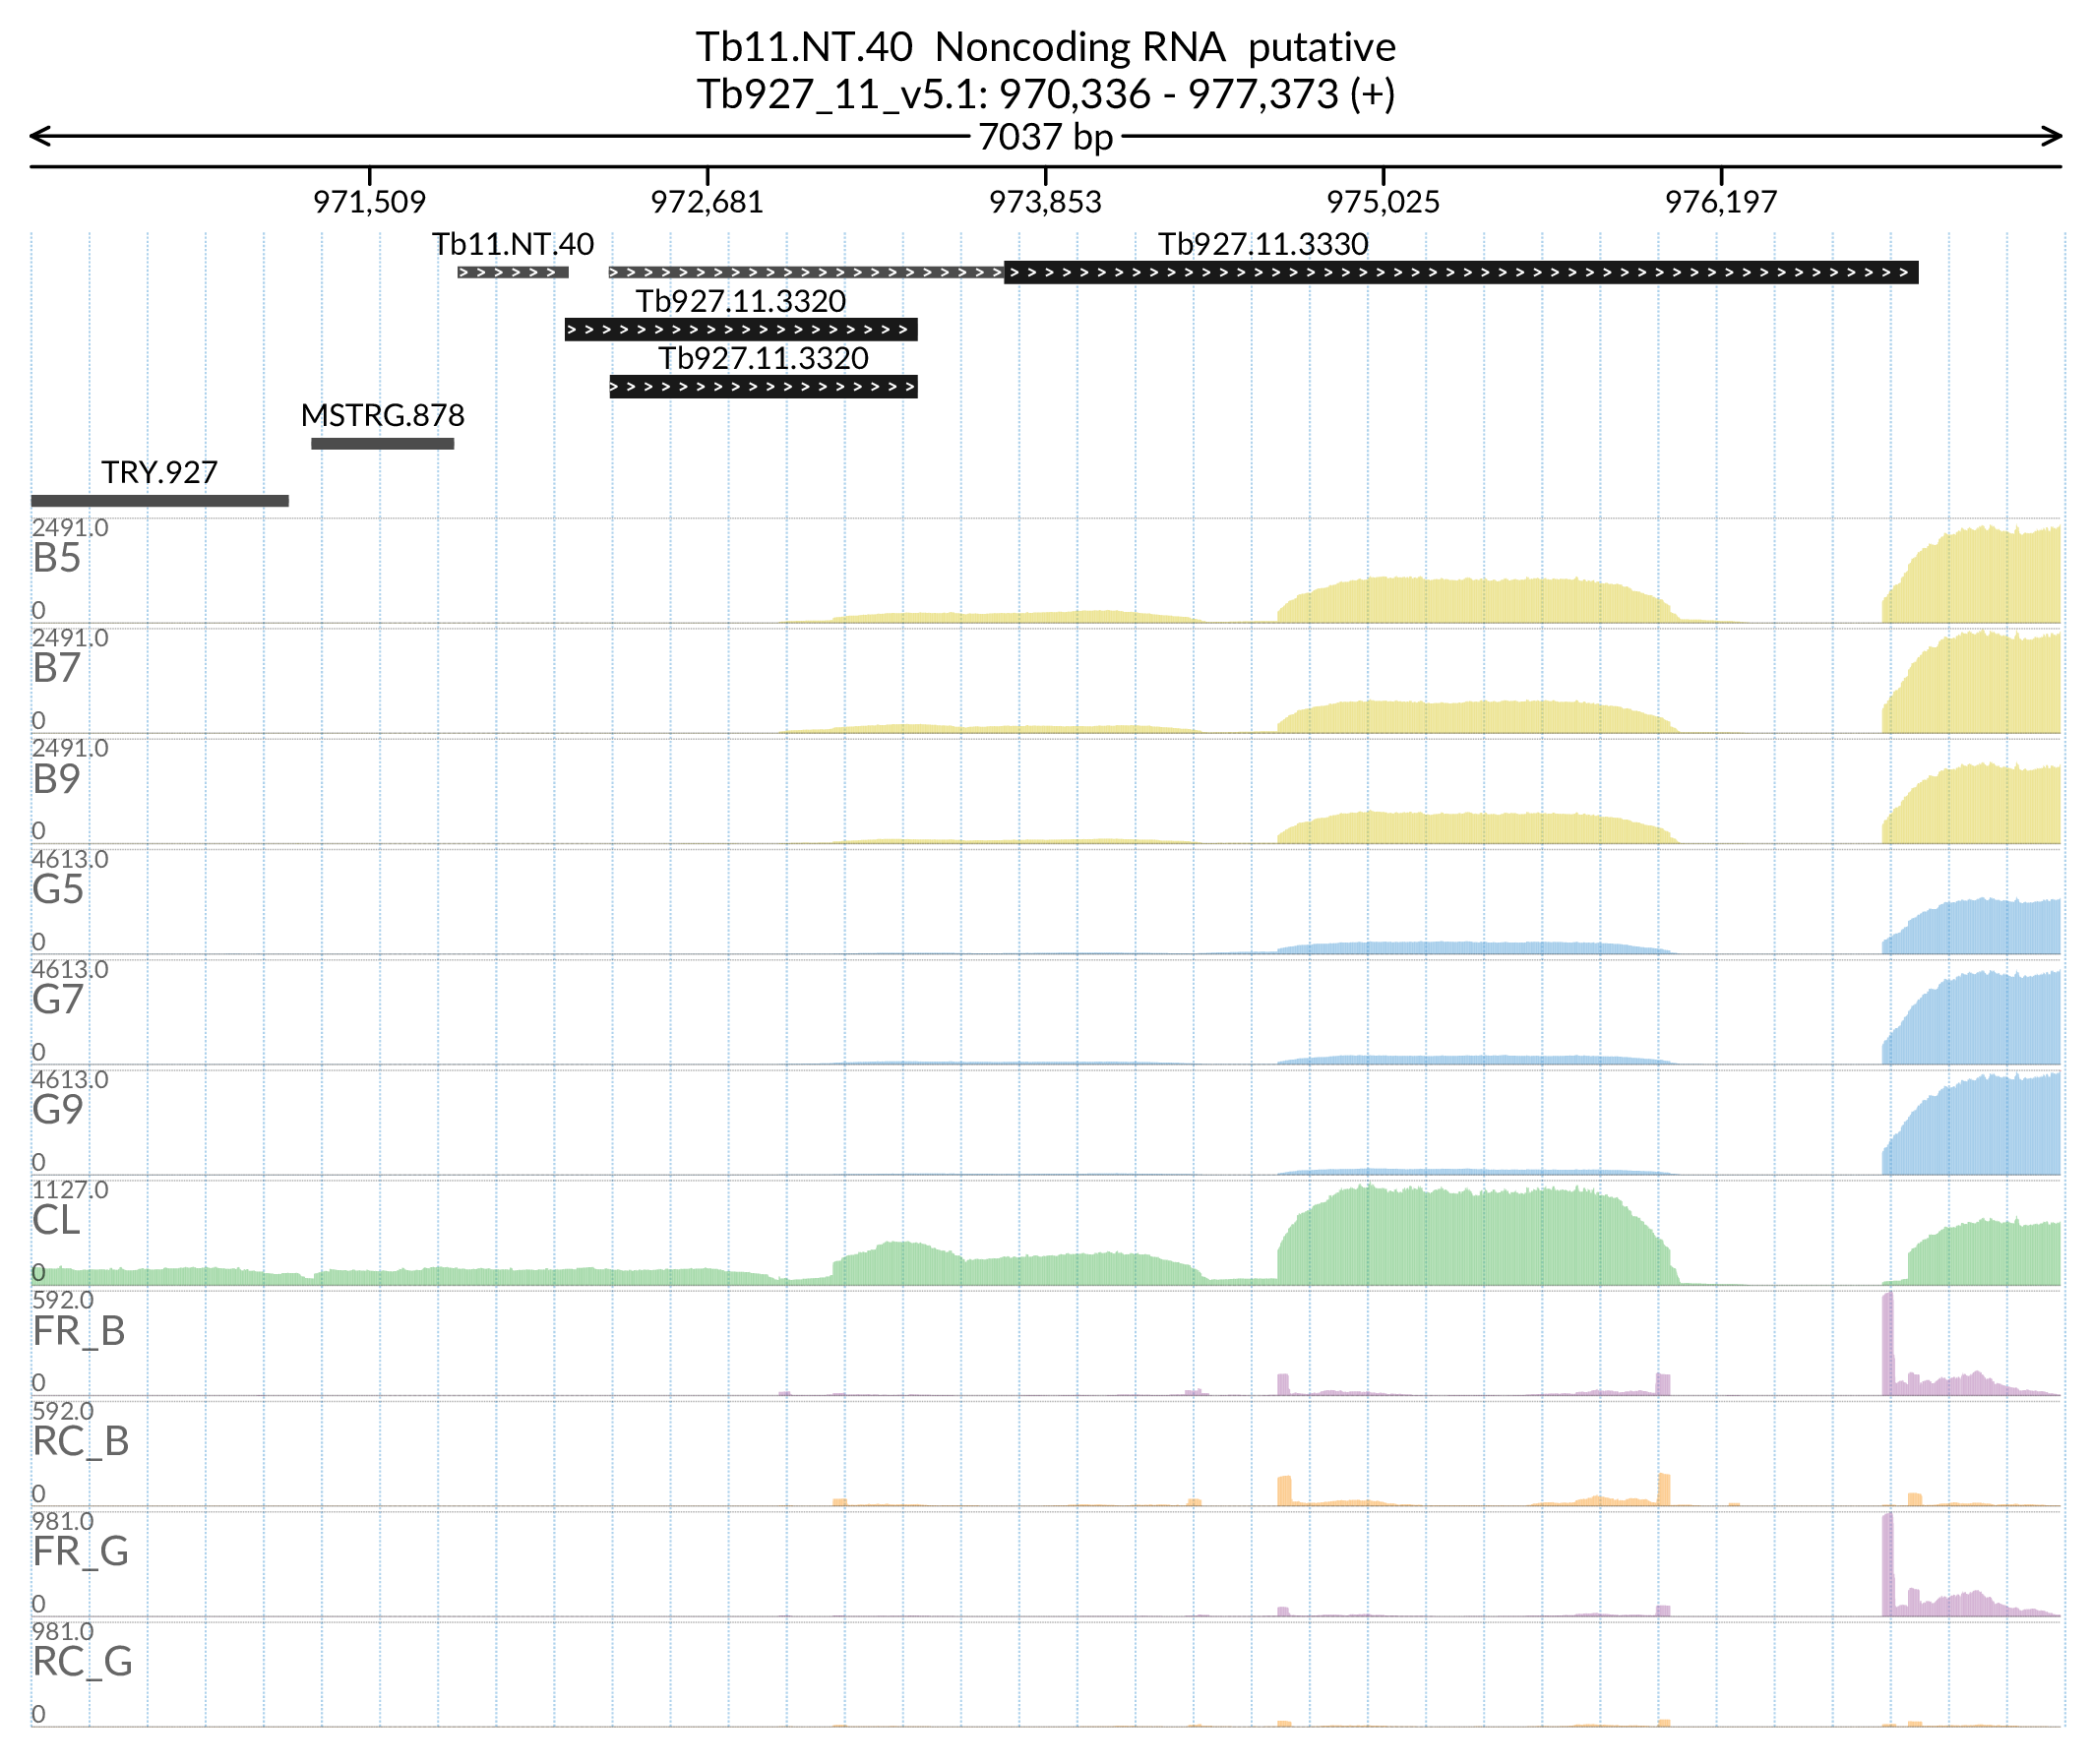 Tb11.NT.40  Noncoding RNA  putative
Tb927_11_v5.1: 970,336 - 977,373 (+)
7037 bp
971,509 972,681 973,853 975,025 976,197
Tb11.NT.40 Tb927.11.3330
Tb927.11.3320
Tb927.11.3320
MSTRG.878
TRY.927
2491.0
B5
0
2491.0
B7
0
2491.0
B9
0
4613.0
G5
0
4613.0
G7
0
4613.0
G9
0
1127.0
CL
0
592.0
FR_B
0
592.0
RC_B
0
981.0
FR_G
0
981.0
RC_G
0